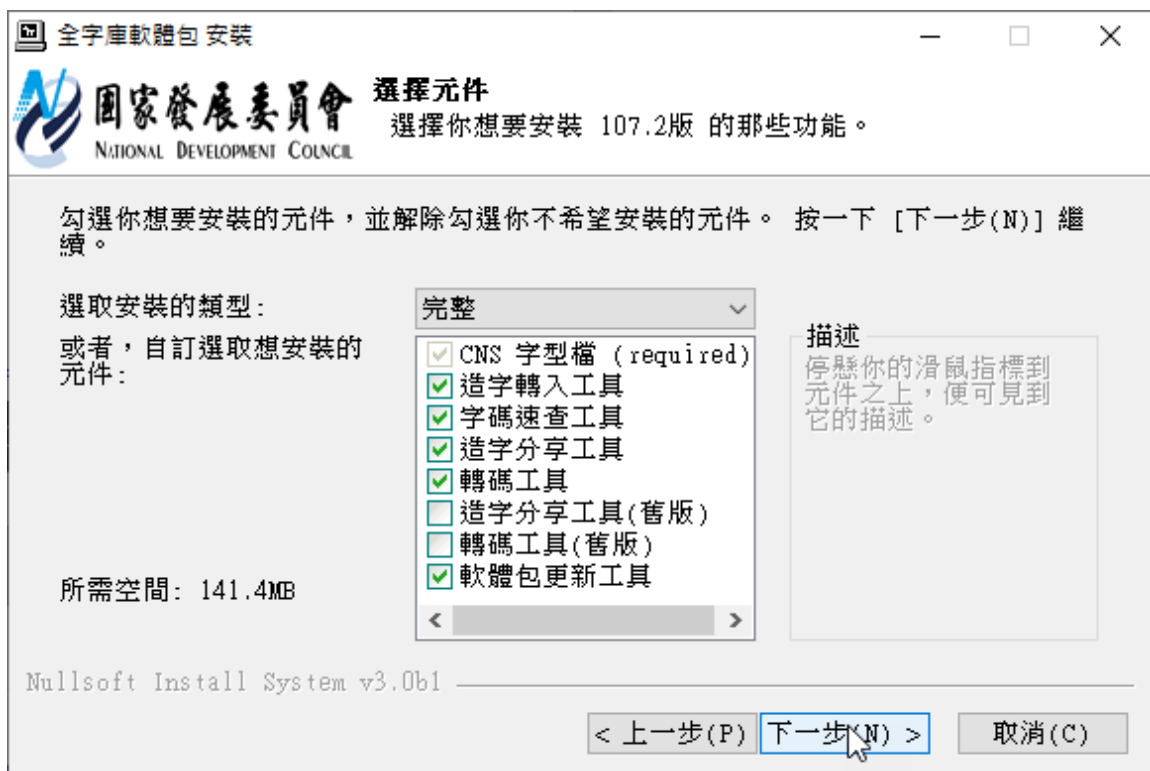 全字庫軟體包 安裝
國家發展委員會
NATIONAL DEVELOPMENT COUNCIL
選擇元件
選擇你想要安裝 107.2版 的那些功能。
勾選你想要安裝的元件，並解除勾選你不希望安裝的元件。 按一下 [下一步(N)] 繼
續。
選取安裝的類型:
完整
或者，自訂選取想安裝的
元件:
CNS 字型檔 (required)
造字轉入工具
字碼速查工具
造字分享工具
轉碼工具
造字分享工具(舊版)
轉碼工具(舊版)
軟體包更新工具
描述
停懸你的滑鼠指標到
元件之上，便可見到
它的描述。
所需空間: 141.4MB
Nullsoft Install System v3.0b1
< 上一步(P)
下一步(N) >
取消(C)